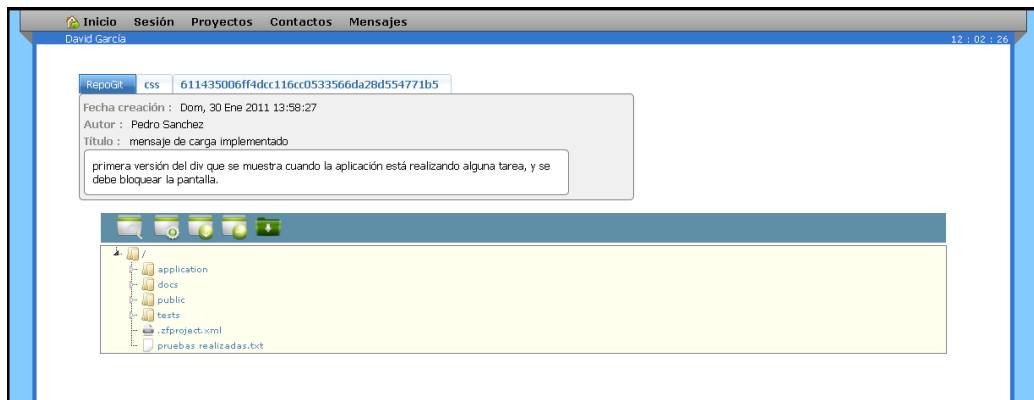 Inicio Sesión Proyectos Contactos Mensajes
David García 12 : 02 : 26
RepoGit css 611435006ff4dcc116cc0533566da28d554771b5
Fecha creación : Dom, 30 Ene 2011 13:58:27
Autor : Pedro Sanchez
Título : mensaje de carga implementado
primera versión del div que se muestra cuando la aplicación está realizando alguna tarea, y se
debe bloquear la pantalla.
/
application
docs
public
tests
.zfproject.xml
pruebas realizadas.txt